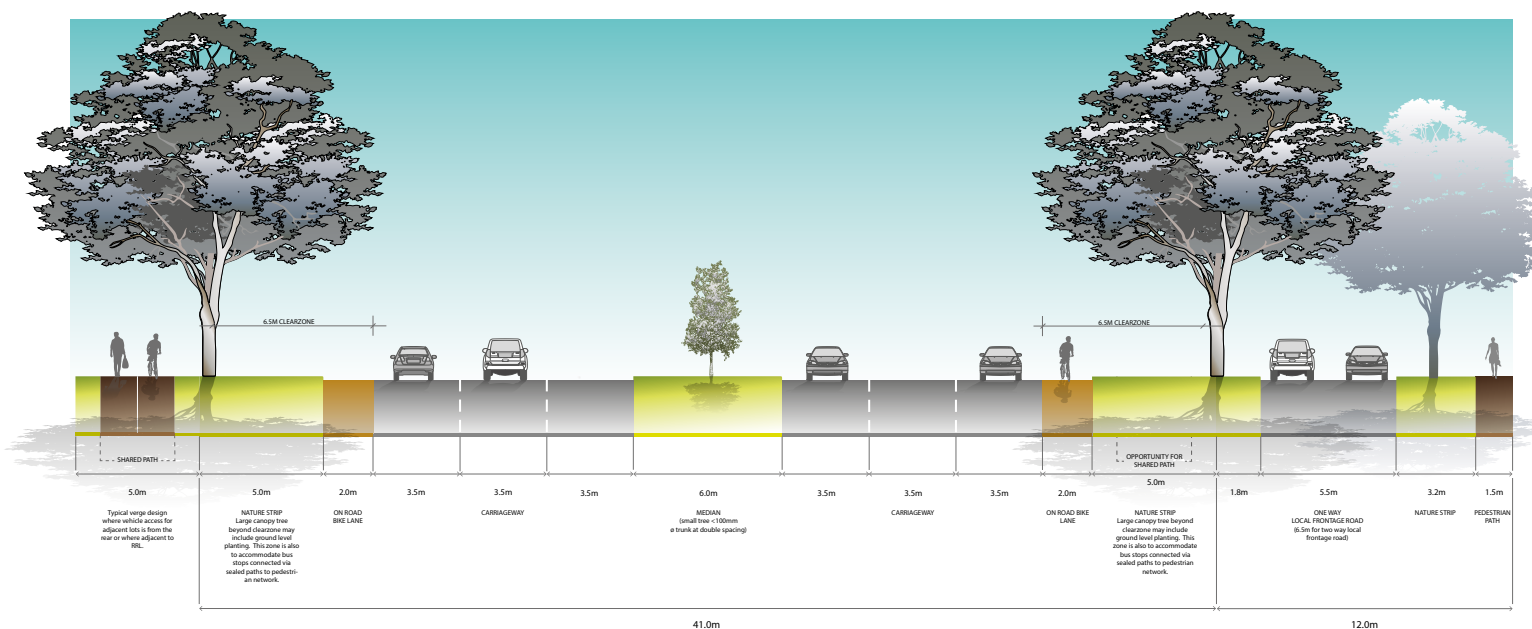 6.5M CLEARZONE
6.5M CLEARZONE
SHARED PATH
OPPORTUNITY FOR
SHARED PATH
5.0m
5.0m
2.0m
3.5m
3.5m
3.5m
6.0m
3.5m
3.5m
3.5m
2.0m
5.0m
1.8m
5.5m
3.2m
1.5m
Typical verge design
where vehicle access for
adjacent lots is from the
rear or where adjacent to
RRL.
NATURE STRIP
Large canopy tree
beyond clearzone may
include ground level
planting. This zone is also
to accommodate bus
stops connected via
sealed paths to pedestri-
an network.
ON ROAD
BIKE LANE
CARRIAGEWAY
MEDIAN
(small tree <100mm
ø trunk at double spacing)
CARRIAGEWAY
ON ROAD BIKE
LANE
NATURE STRIP
Large canopy tree beyond
clearzone may include
ground level planting. This
zone is also to accommodate
bus stops connected via
sealed paths to pedestrian
network.
ONE WAY
LOCAL FRONTAGE ROAD
(6.5m for two way local
frontage road)
NATURE STRIP
PEDESTRIAN
PATH
41.0m
12.0m